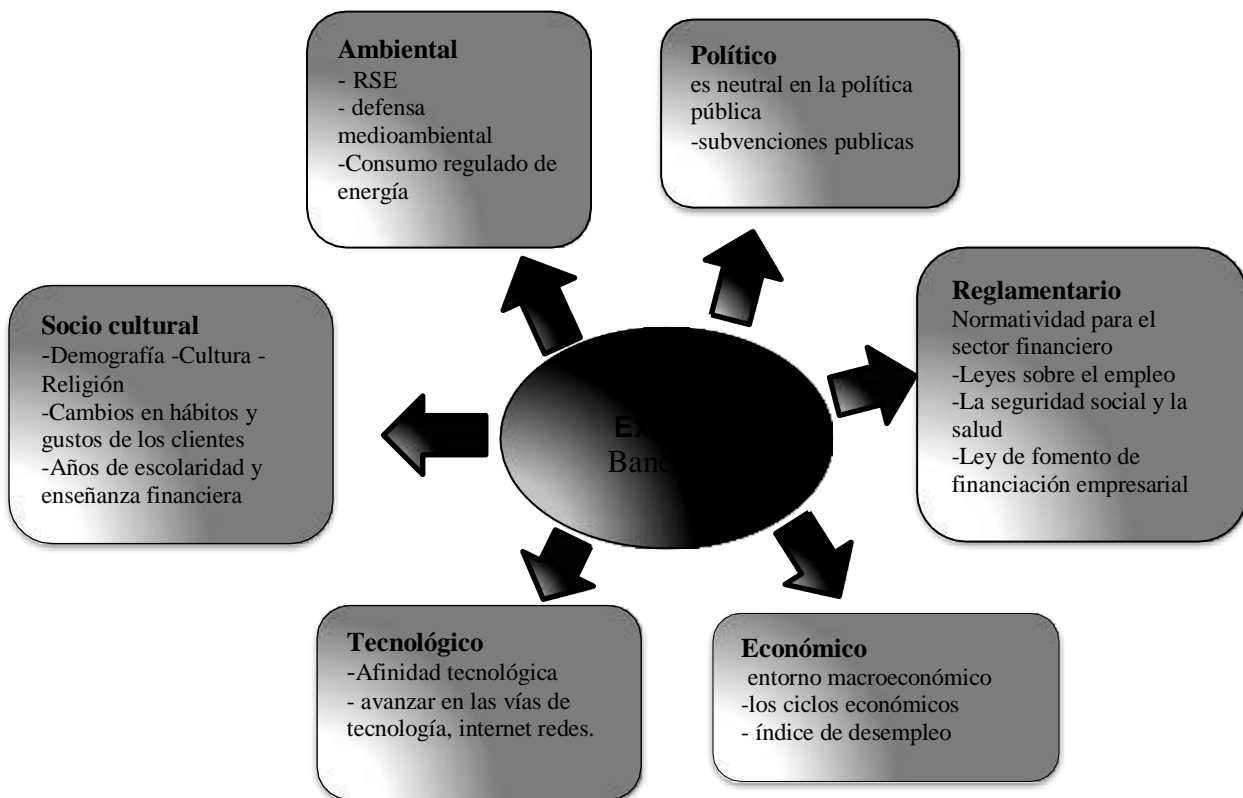 Ambiental
- RSE
- defensa
medioambiental
-Consumo regulado de
energía
Político
es neutral en la política
pública
-subvenciones publicas
Socio cultural
-Demografía -Cultura -
Religión
-Cambios en hábitos y
gustos de los clientes
-Años de escolaridad y
enseñanza financiera
Reglamentario
Normatividad para el
sector financiero
-Leyes sobre el empleo
-La seguridad social y la
salud
-Ley de fomento de
financiación empresarial
Tecnológico
-Afinidad tecnológica
- avanzar en las vías de
tecnología, internet redes.
Económico
entorno macroeconómico
-los ciclos económicos
- índice de desempleo